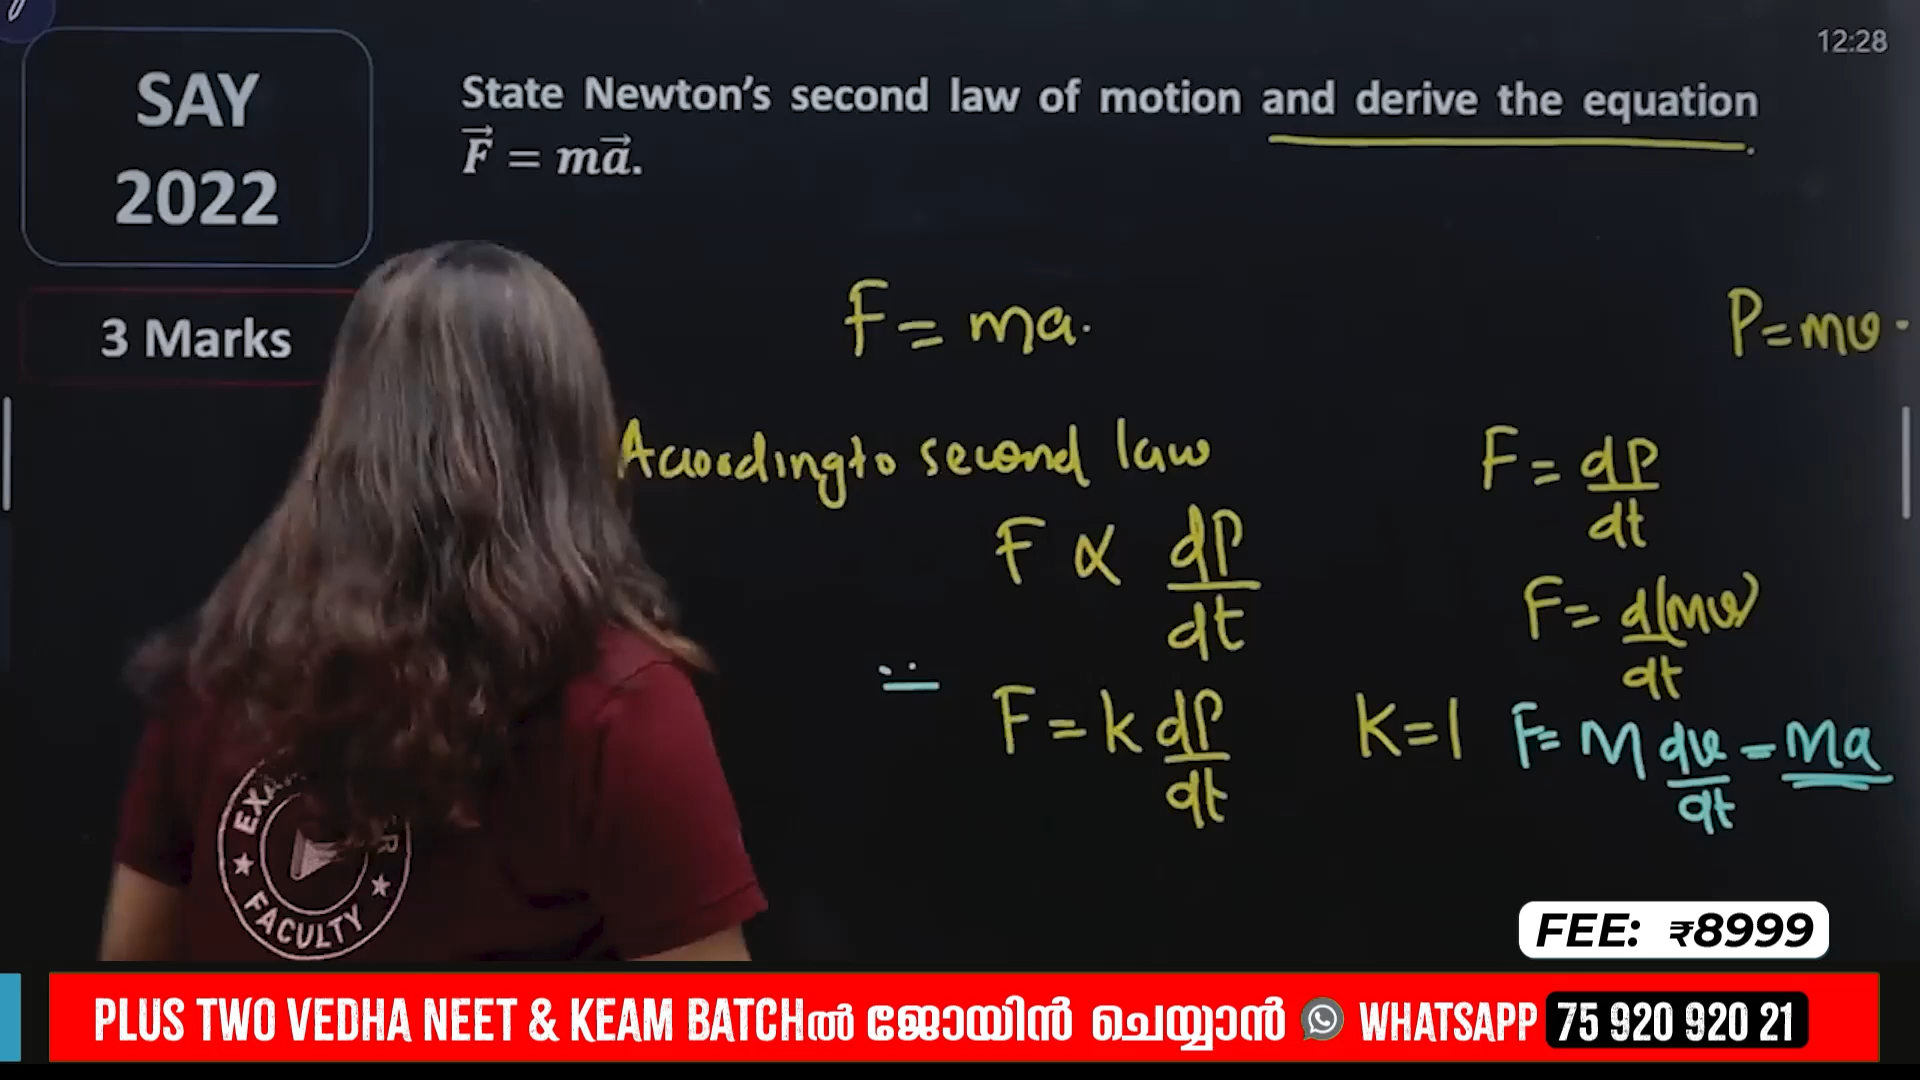 12:28
SAY
2022
State Newton's second law of motion and derive the equation
F⃗ = ma⃗.
3 Marks
F = ma.
P = mv.
According to second law
F = dP/dt
F ∝ dP/dt
F = d(mv)/dt
F = k dP/dt
K = 1
F = M dv/dt = Ma
FACULTY
FEE: ₹8999
PLUS TWO VEDHA NEET & KEAM BATCHൽ ജോയിൻ ചെയ്യാൻ WHATSAPP 75 920 920 21